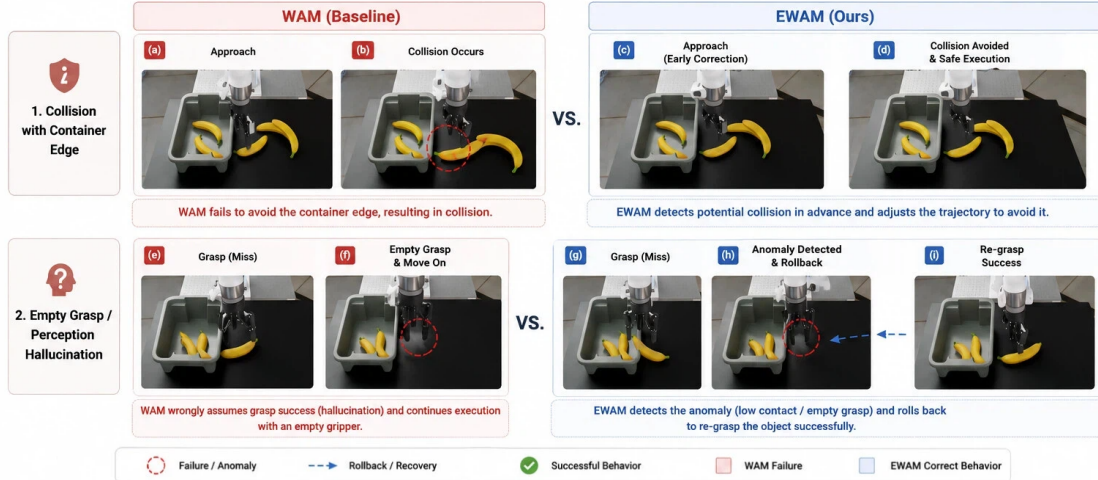 WAM (Baseline)
EWAM (Ours)
1. Collision
with Container
Edge
(a)
Approach
(b)
Collision Occurs
VS.
(c)
Approach
(Early Correction)
(d)
Collision Avoided
& Safe Execution
WAM fails to avoid the container edge, resulting in collision.
EWAM detects potential collision in advance and adjusts the trajectory to avoid it.
2. Empty Grasp /
Perception
Hallucination
(e)
Grasp (Miss)
(f)
Empty Grasp
& Move On
VS.
(g)
Grasp (Miss)
(h)
Anomaly Detected
& Rollback
(i)
Re-grasp
Success
WAM wrongly assumes grasp success (hallucination) and continues execution
with an empty gripper.
EWAM detects the anomaly (low contact / empty grasp) and rolls back
to re-grasp the object successfully.
Failure / Anomaly
Rollback / Recovery
Successful Behavior
WAM Failure
EWAM Correct Behavior